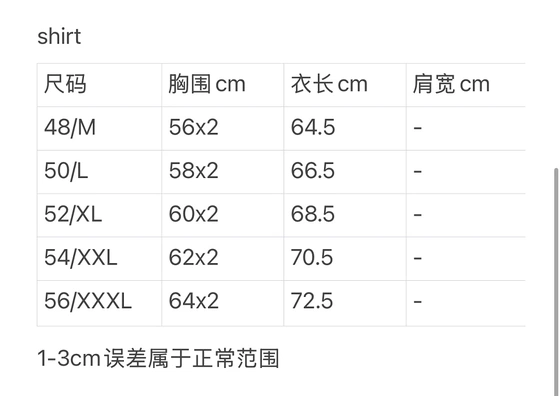 shirt
尺码 胸围cm 衣长cm 肩宽cm
48/M 56x2 64.5 -
50/L 58x2 66.5 -
52/XL 60x2 68.5 -
54/XXL 62x2 70.5 -
56/XXXL 64x2 72.5 -
1-3cm误差属于正常范围